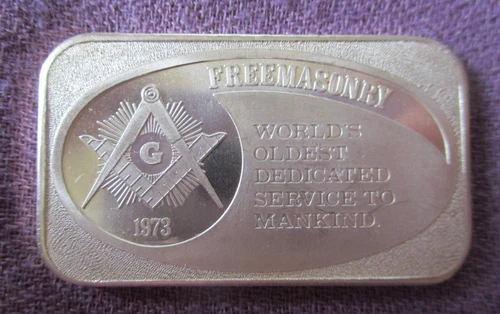 FREEMASONRY
WORLD'S
OLDEST
DEDICATED
SERVICE TO
MANKIND.
G
1973